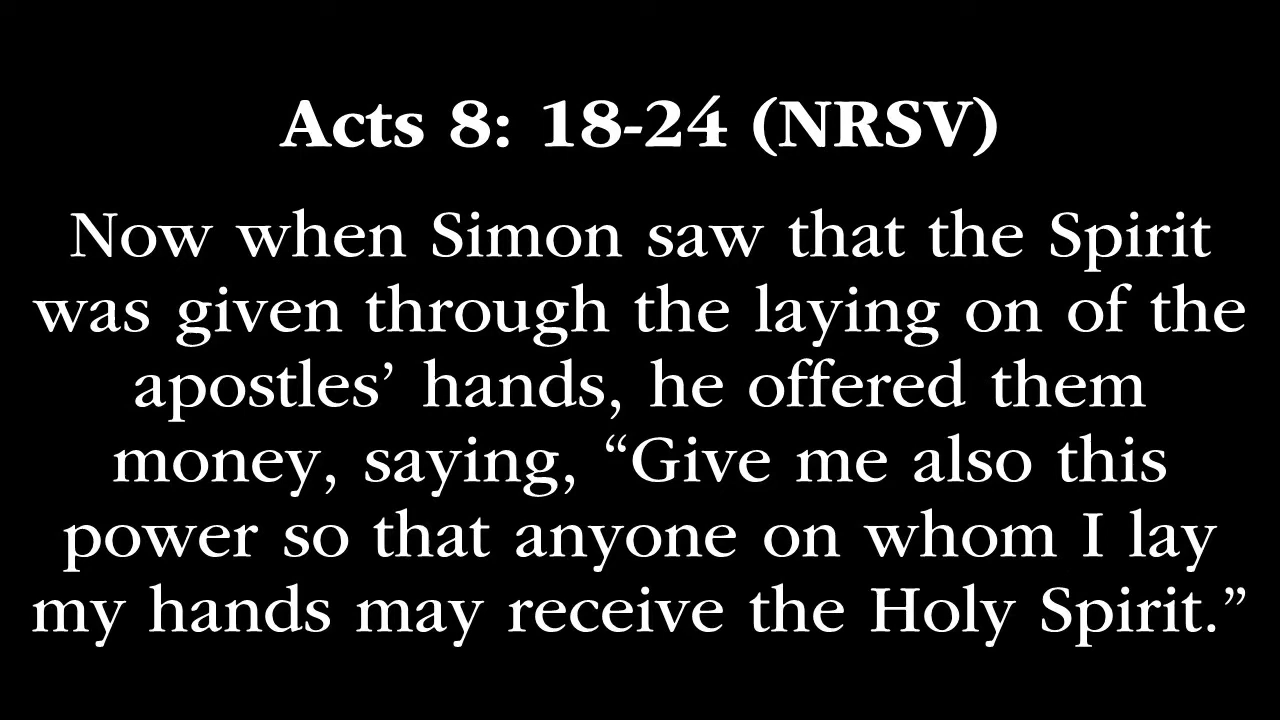 Acts 8: 18-24 (NRSV)
Now when Simon saw that the Spirit
was given through the laying on of the
apostles’ hands, he offered them
money, saying, “Give me also this
power so that anyone on whom I lay
my hands may receive the Holy Spirit.”